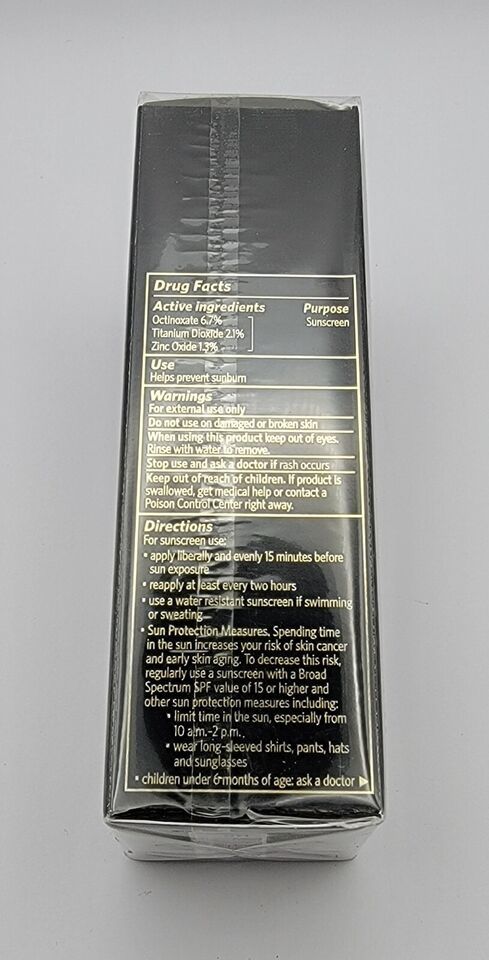 Drug Facts
Active ingredients Purpose
Octinoxate 6.7% Sunscreen
Titanium Dioxide 2.1%
Zinc Oxide 1.3%
Use
Helps prevent sunburn
Warnings
For external use only
Do not use on damaged or broken skin
When using this product keep out of eyes.
Rinse with water to remove.
Stop use and ask a doctor if rash occurs
Keep out of reach of children. If product is
swallowed, get medical help or contact a
Poison Control Center right away.
Directions
For sunscreen use:
• apply liberally and evenly 15 minutes before
sun exposure
• reapply at least every two hours
• use a water resistant sunscreen if swimming
or sweating
• Sun Protection Measures. Spending time
in the sun increases your risk of skin cancer
and early skin aging. To decrease this risk,
regularly use a sunscreen with a Broad
Spectrum SPF value of 15 or higher and
other sun protection measures including:
• limit time in the sun, especially from
10 a.m.-2 p.m.
• wear long-sleeved shirts, pants, hats
and sunglasses
• children under 6 months of age: ask a doctor ▶